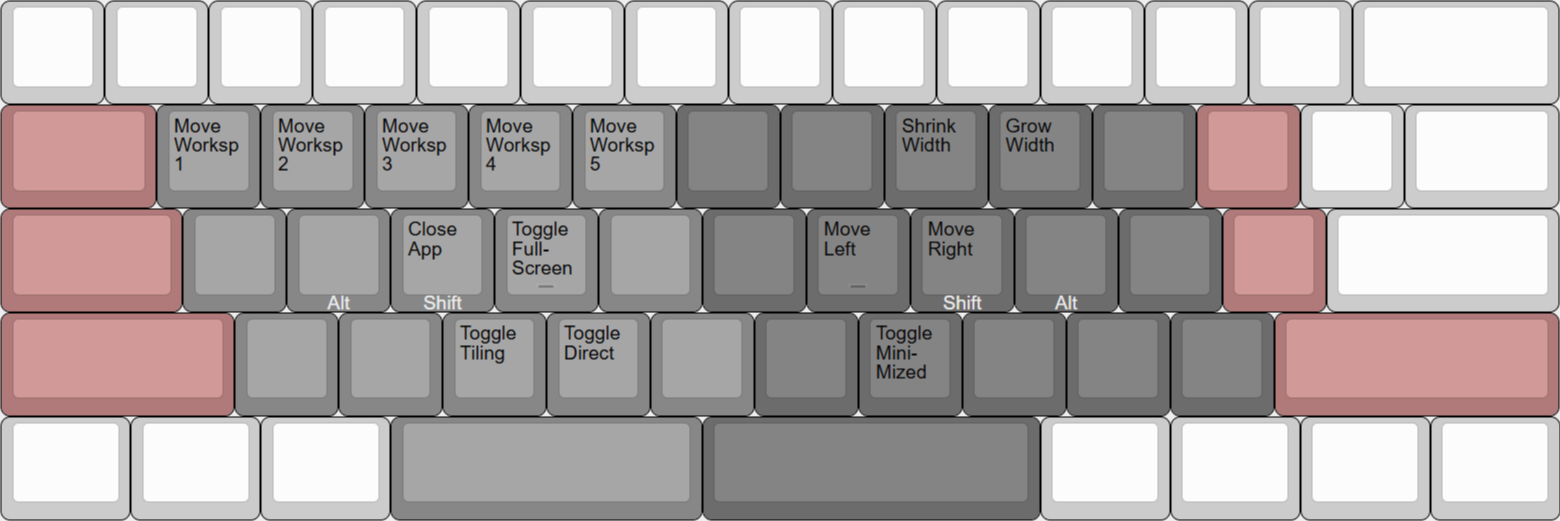 Move
Worksp
1
Move
Worksp
2
Move
Worksp
3
Move
Worksp
4
Move
Worksp
5
Shrink
Width
Grow
Width
Alt
Close
App
Shift
Toggle
Full-
Screen
Move
Left
Move
Right
Shift
Alt
Toggle
Tiling
Toggle
Direct
Toggle
Mini-
Mized